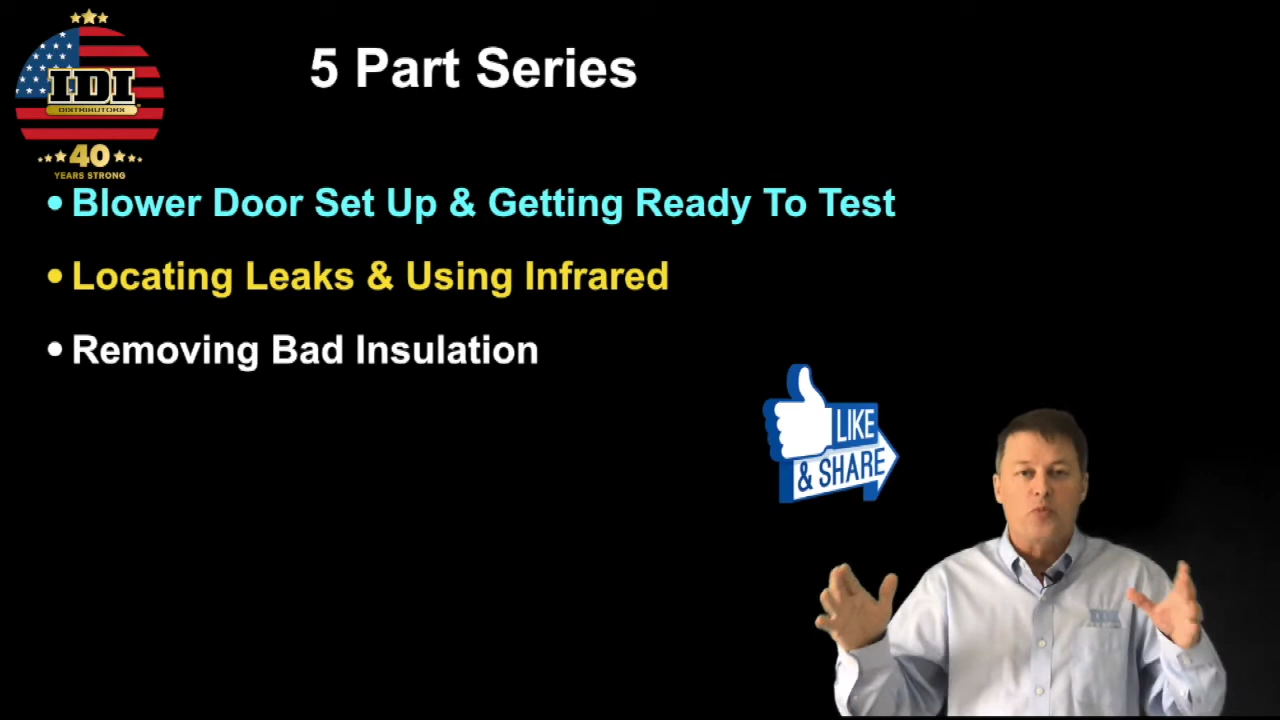 IDI
DISTRIBUTORS
40
YEARS STRONG
5 Part Series
• Blower Door Set Up & Getting Ready To Test
• Locating Leaks & Using Infrared
• Removing Bad Insulation
LIKE
& SHARE
IDI